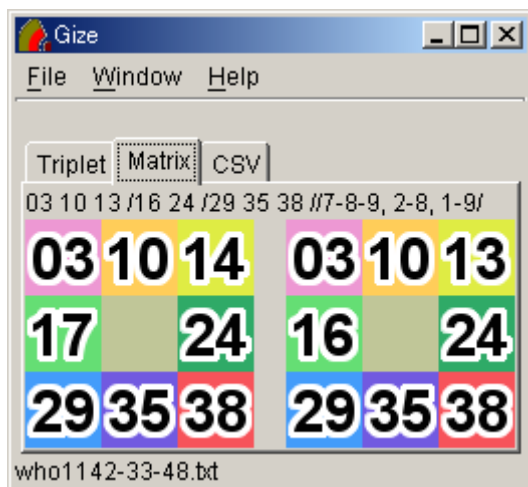 Gize
File Window Help
Triplet Matrix CSV
03 10 13 /16 24 /29 35 38 //7-8-9, 2-8, 1-9/
03 10 14 03 10 13
17 24 16 24
29 35 38 29 35 38
who1142-33-48.txt